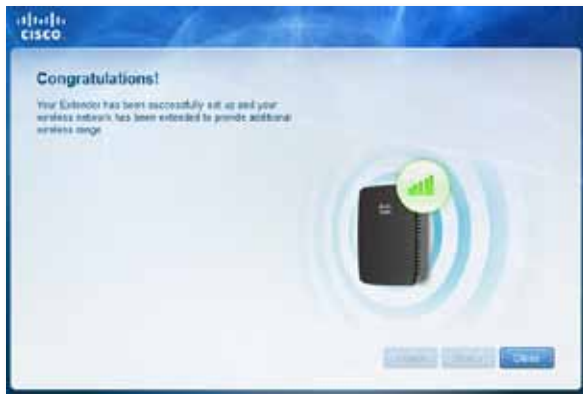 CISCO
Congratulations!
Your Extender has been successfully set up and your
wireless network has been extended to provide additional
wireless range
Close